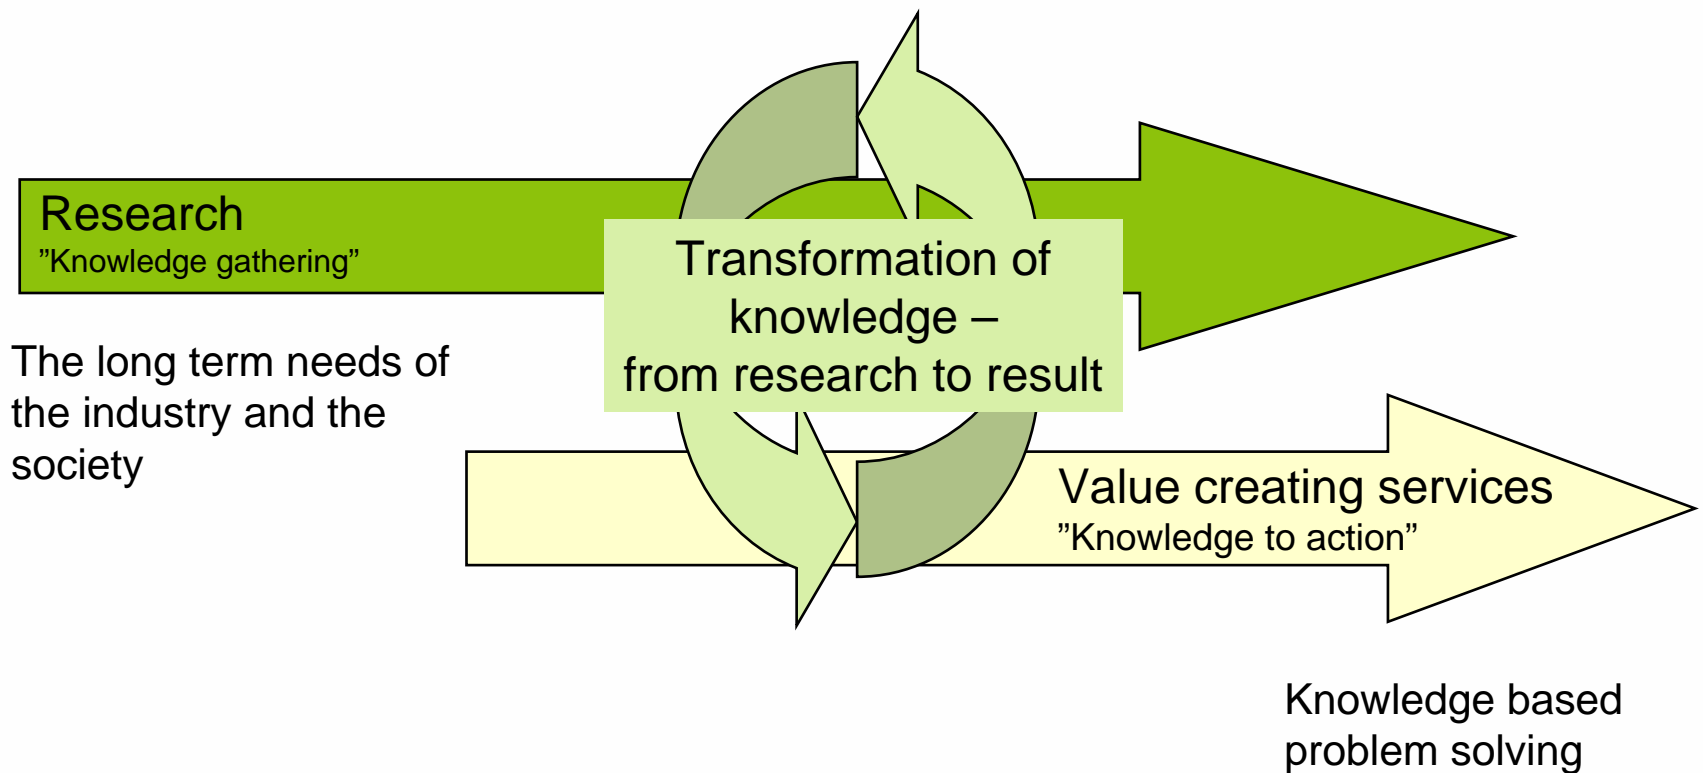 Research
”Knowledge gathering”
Transformation of
knowledge –
from research to result
The long term needs of
the industry and the
society
Value creating services
”Knowledge to action”
Knowledge based
problem solving